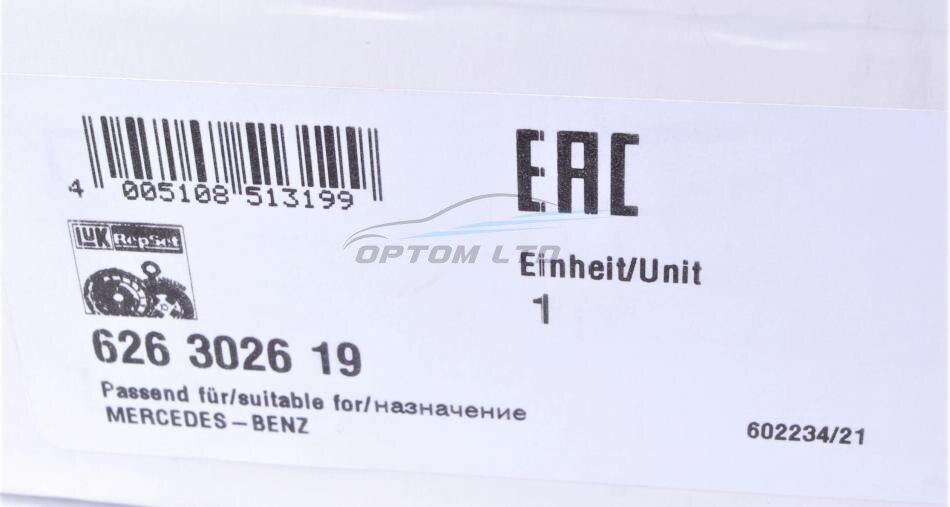 EAC
4 005108 513199
LuK RepSet
OPTOM LTD
Einheit/Unit
1
626 3026 19
Passend für/suitable for/назначение
MERCEDES-BENZ
602234/21